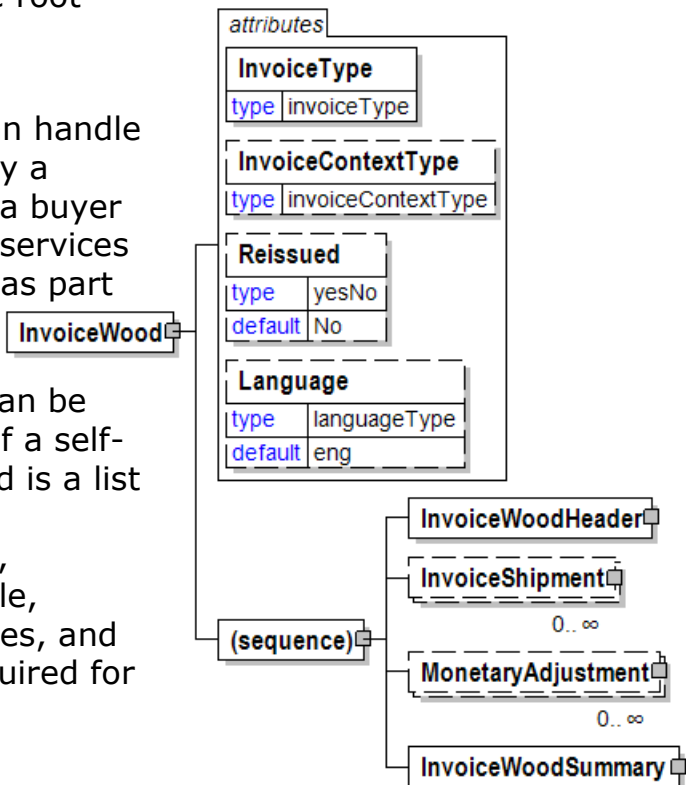 root
n handle
y a
a buyer
services
as part
an be
f a self-
d is a list
,
le,
es, and
uired for
attributes
InvoiceType
type invoiceType
InvoiceContextType
type invoiceContextType
Reissued
type yesNo
default No
Language
type languageType
default eng
InvoiceWood
(sequence)
InvoiceWoodHeader
InvoiceShipment
0.. ∞
MonetaryAdjustment
0.. ∞
InvoiceWoodSummary